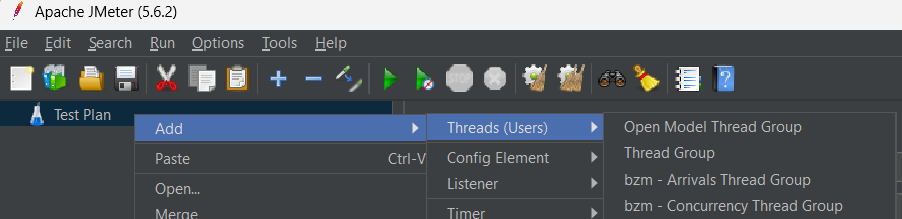 Apache JMeter (5.6.2)
File Edit Search Run Options Tools Help
STOP
Test Plan
Add
Threads (Users)
Open Model Thread Group
Thread Group
Paste Ctrl-V
Config Element
bzm - Arrivals Thread Group
Open...
Listener
bzm - Concurrency Thread Group
Merge
Timer